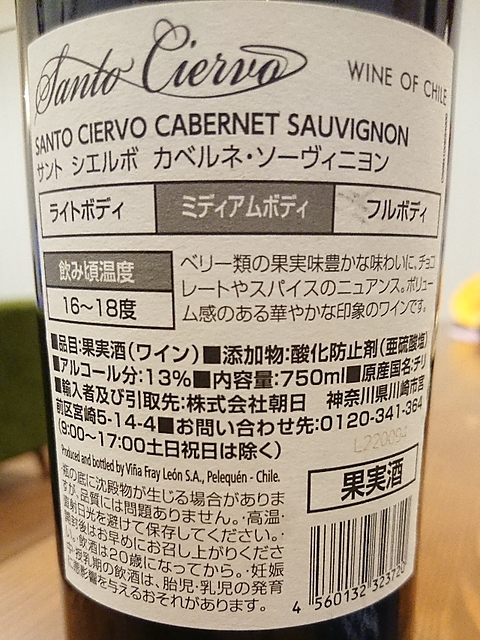 Santo Ciervo
WINE OF CHILE
SANTO CIERVO CABERNET SAUVIGNON
サント シエルボ カベルネ・ソーヴィニヨン
ライトボディ ミディアムボディ フルボディ
飲み頃温度
16～18度
ベリー類の果実味豊かな味わいに、チョコ
レートやスパイスのニュアンス。ボリュー
ム感のある華やかな印象のワインです。
■品目:果実酒(ワイン)■添加物:酸化防止剤(亜硫酸塩)
■アルコール分:13%■内容量:750ml■原産国名:チリ
■輸入者及び引取先:株式会社朝日 神奈川県川崎市宮
前区宮崎5-14-4■お問い合わせ先:0120-341-364
(9:00～17:00土日祝日は除く)
L22009
Produced and bottled by Viña Fray León S.A., Pelequén - Chile.
瓶の底に沈殿物が生じる場合がありま
すが、品質には問題ありません。・高温・
直射日光を避けて保存してください。・
開封後はお早めにお召し上がりくださ
い。・飲酒は20歳になってから。・妊娠
中・授乳期の飲酒は、胎児・乳児の発育
に悪影響を与えるおそれがあります。
果実酒
4 560132 323720